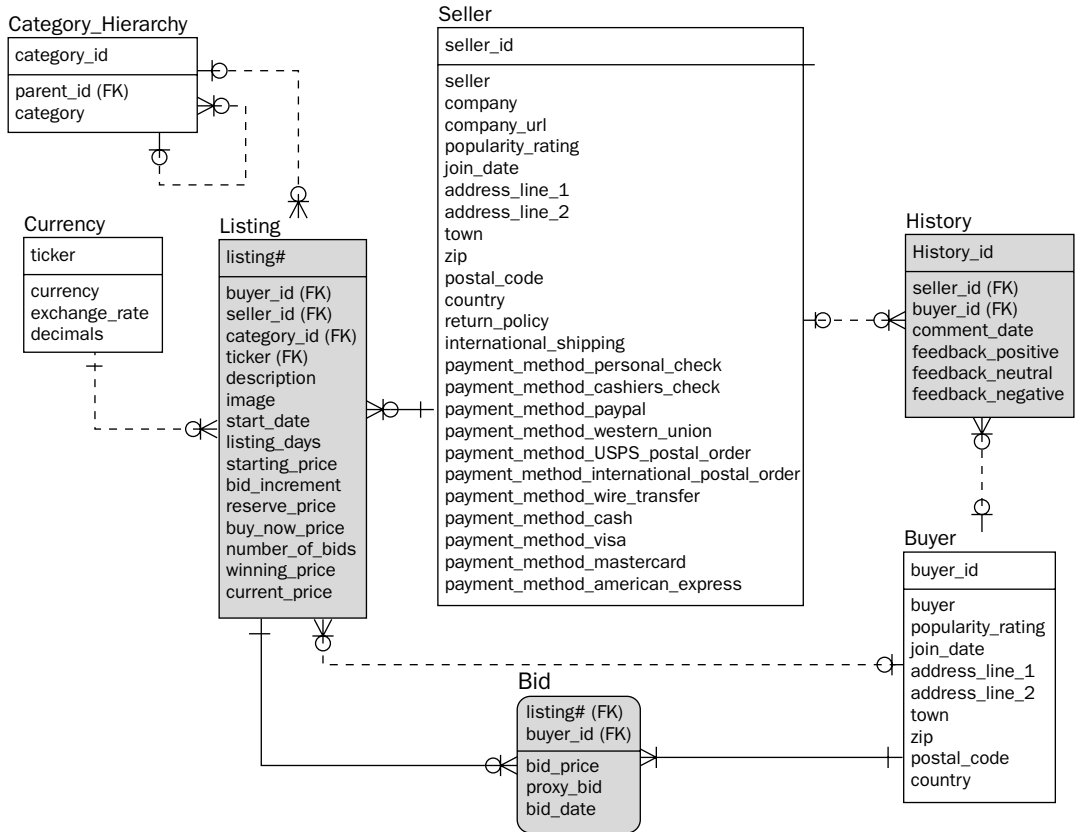 Category_Hierarchy
category_id
parent_id (FK)
category
Seller
seller_id
seller
company
company_url
popularity_rating
join_date
address_line_1
address_line_2
town
zip
postal_code
country
return_policy
international_shipping
payment_method_personal_check
payment_method_cashiers_check
payment_method_paypal
payment_method_western_union
payment_method_USPS_postal_order
payment_method_international_postal_order
payment_method_wire_transfer
payment_method_cash
payment_method_visa
payment_method_mastercard
payment_method_american_express
Currency
ticker
currency
exchange_rate
decimals
Listing
listing#
buyer_id (FK)
seller_id (FK)
category_id (FK)
ticker (FK)
description
image
start_date
listing_days
starting_price
bid_increment
reserve_price
buy_now_price
number_of_bids
winning_price
current_price
History
History_id
seller_id (FK)
buyer_id (FK)
comment_date
feedback_positive
feedback_neutral
feedback_negative
Buyer
buyer_id
buyer
popularity_rating
join_date
address_line_1
address_line_2
town
zip
postal_code
country
Bid
listing# (FK)
buyer_id (FK)
bid_price
proxy_bid
bid_date